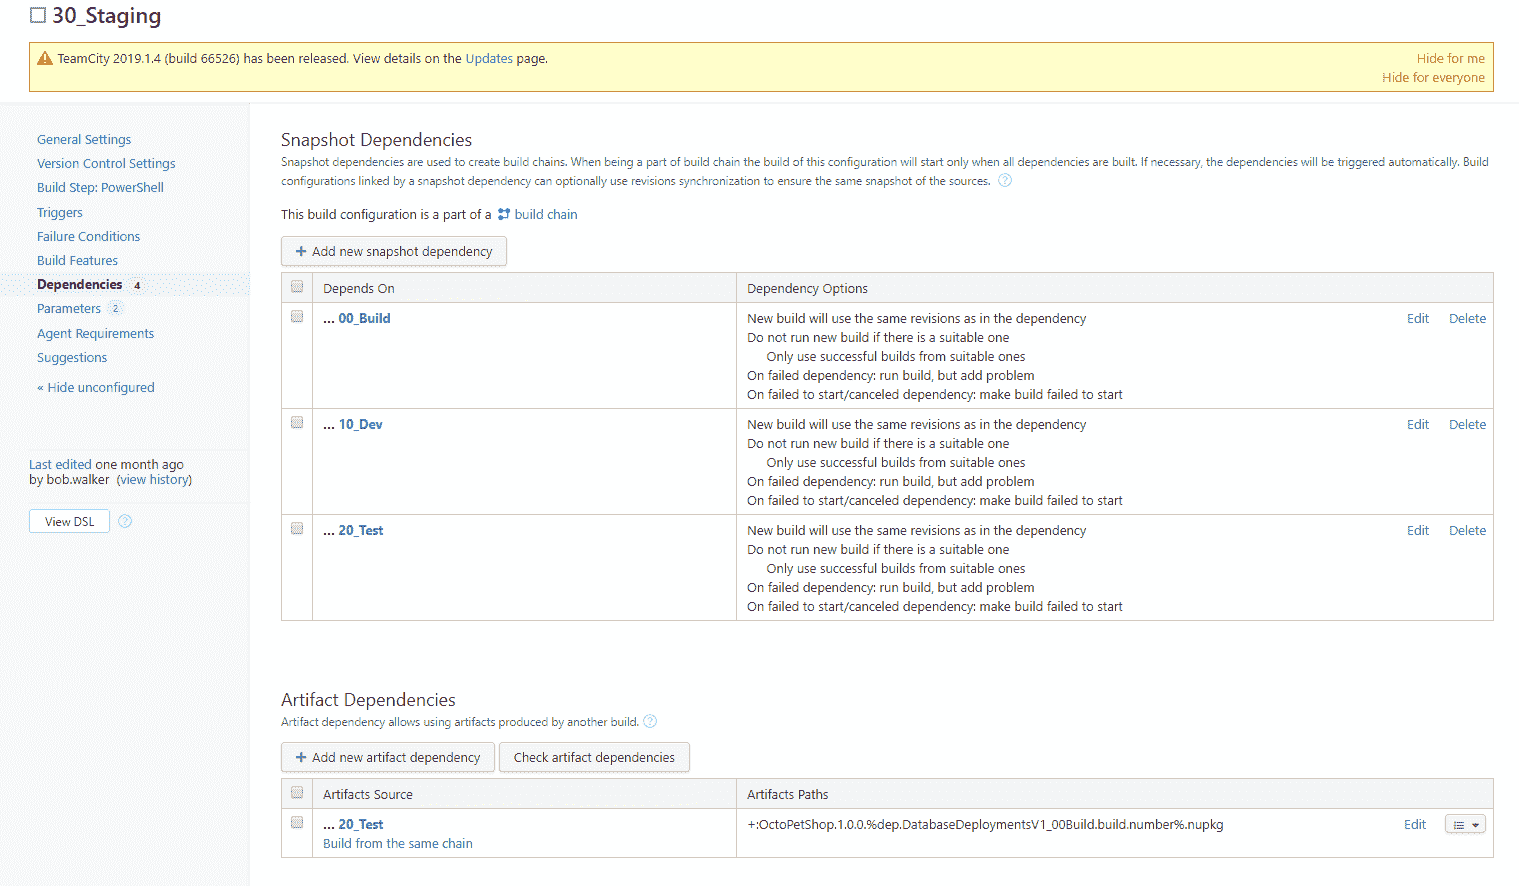 30_Staging
TeamCity 2019.1.4 (build 66526) has been released. View details on the Updates page.
Hide for me
Hide for everyone
General Settings
Version Control Settings
Build Step: PowerShell
Triggers
Failure Conditions
Build Features
Dependencies 4
Parameters 2
Agent Requirements
Suggestions
« Hide unconfigured
Last edited one month ago
by bob.walker (view history)
View DSL ?
Snapshot Dependencies
Snapshot dependencies are used to create build chains. When being a part of build chain the build of this configuration will start only when all dependencies are built. If necessary, the dependencies will be triggered automatically. Build
configurations linked by a snapshot dependency can optionally use revisions synchronization to ensure the same snapshot of the sources. ?
This build configuration is a part of a build chain
+ Add new snapshot dependency
Depends On Dependency Options
... 00_Build New build will use the same revisions as in the dependency Edit Delete
Do not run new build if there is a suitable one
Only use successful builds from suitable ones
On failed dependency: run build, but add problem
On failed to start/canceled dependency: make build failed to start
... 10_Dev New build will use the same revisions as in the dependency Edit Delete
Do not run new build if there is a suitable one
Only use successful builds from suitable ones
On failed dependency: run build, but add problem
On failed to start/canceled dependency: make build failed to start
... 20_Test New build will use the same revisions as in the dependency Edit Delete
Do not run new build if there is a suitable one
Only use successful builds from suitable ones
On failed dependency: run build, but add problem
On failed to start/canceled dependency: make build failed to start
Artifact Dependencies
Artifact dependency allows using artifacts produced by another build. ?
+ Add new artifact dependency Check artifact dependencies
Artifacts Source Artifacts Paths
... 20_Test +:OctoPetShop.1.0.0.%dep.DatabaseDeploymentsV1_00Build.build.number%.nupkg Edit
Build from the same chain